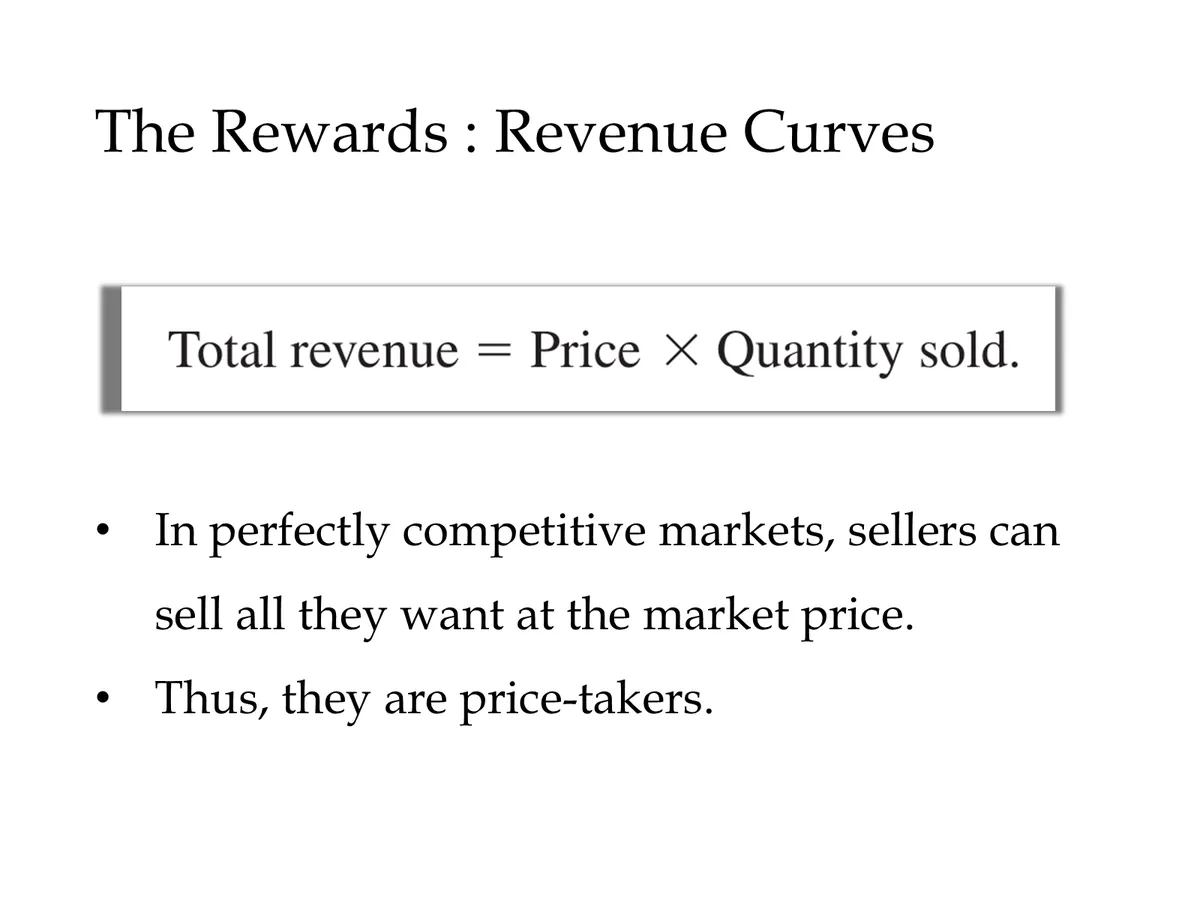 The Rewards : Revenue Curves
Total revenue = Price × Quantity sold.
• In perfectly competitive markets, sellers can
sell all they want at the market price.
• Thus, they are price-takers.